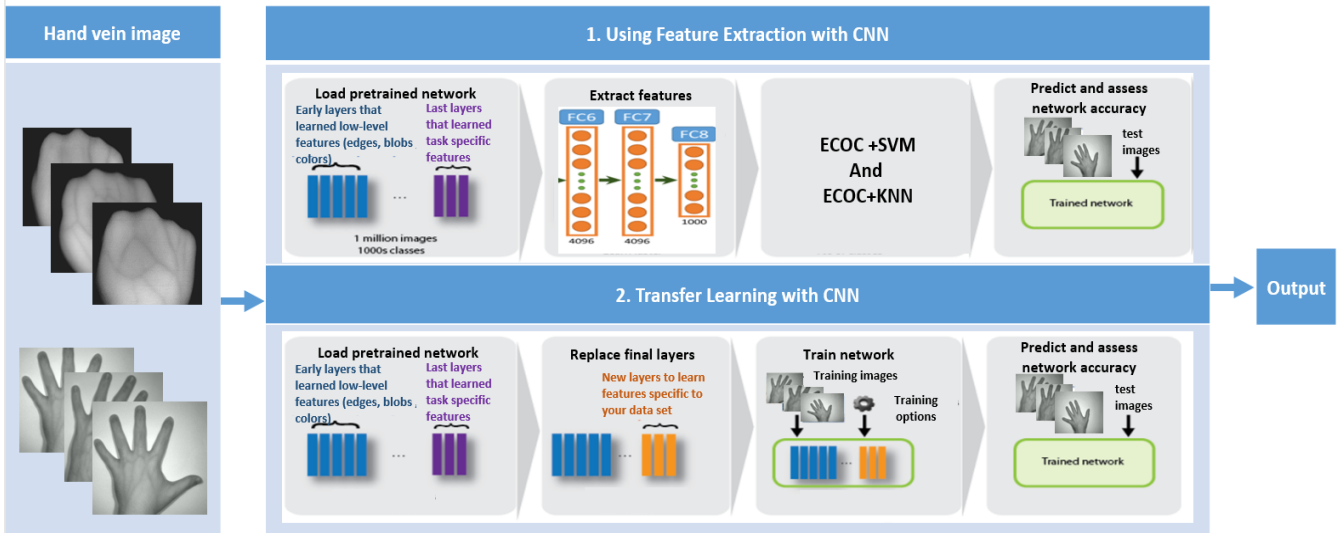 Hand vein image
1. Using Feature Extraction with CNN
Load pretrained network
Early layers that
learned low-level
features (edges, blobs
colors)
Last layers
that learned
task specific
features
...
1 million images
1000s classes
Extract features
FC6
FC7
FC8
4096
4096
1000
ECOC +SVM
And
ECOC+KNN
Predict and assess
network accuracy
test
images
Trained network
2. Transfer Learning with CNN
Load pretrained network
Early layers that
learned low-level
features (edges, blobs
colors)
Last layers
that learned
task specific
features
...
Replace final layers
New layers to learn
features specific to
your data set
...
Train network
Training images
Training
options
...
Predict and assess
network accuracy
test
images
Trained network
Output